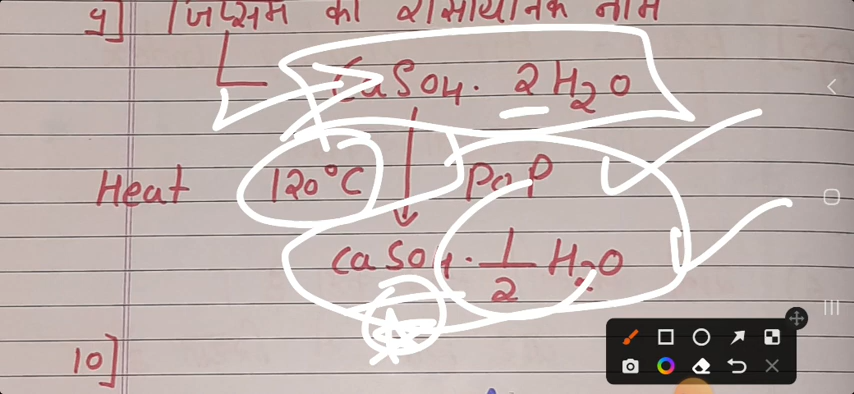 9] जिप्सम का रासायनिक नाम
CaSO4. 2H2O
Heat 120°C ↓ POP
CaSO4. 1/2 H2O
10]